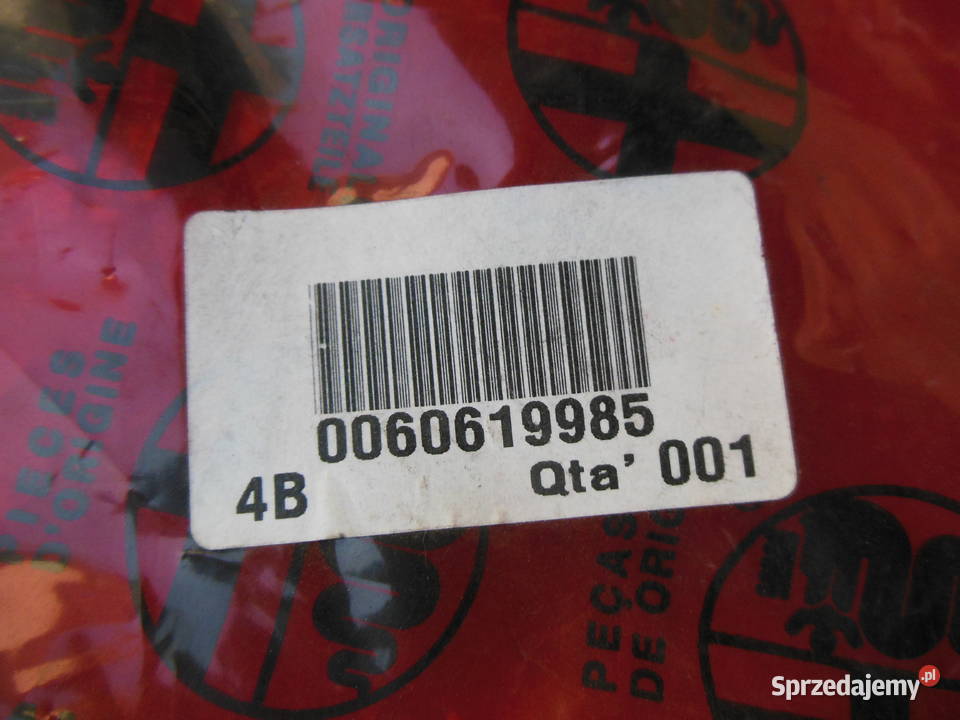 ORIGINAL
ERSATZTEIL
PIECES
D'ORIGINE
0060619985
4B
Qta' 001
PEÇAS
DE ORIG
Sprzedajemy.pl